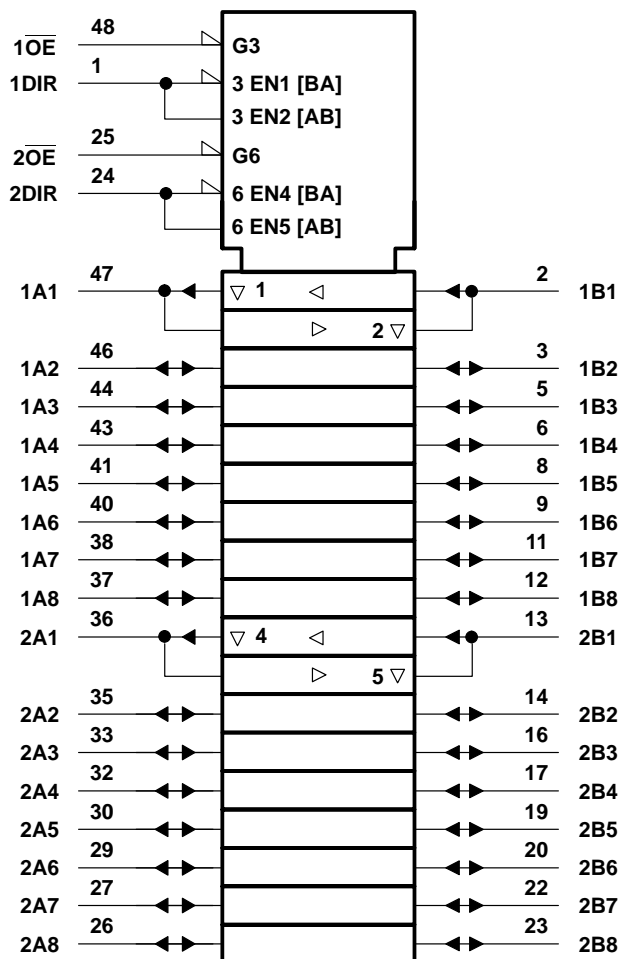 48
1O̅E̅ G3
1
1DIR 3 EN1 [BA]
3 EN2 [AB]
25
2O̅E̅ G6
24
2DIR 6 EN4 [BA]
6 EN5 [AB]
47 2
1A1 ▽ 1 ◁ 1B1
▷ 2 ▽
46 3
1A2 1B2
44 5
1A3 1B3
43 6
1A4 1B4
41 8
1A5 1B5
40 9
1A6 1B6
38 11
1A7 1B7
37 12
1A8 1B8
36 13
2A1 ▽ 4 ◁ 2B1
▷ 5 ▽
35 14
2A2 2B2
33 16
2A3 2B3
32 17
2A4 2B4
30 19
2A5 2B5
29 20
2A6 2B6
27 22
2A7 2B7
26 23
2A8 2B8